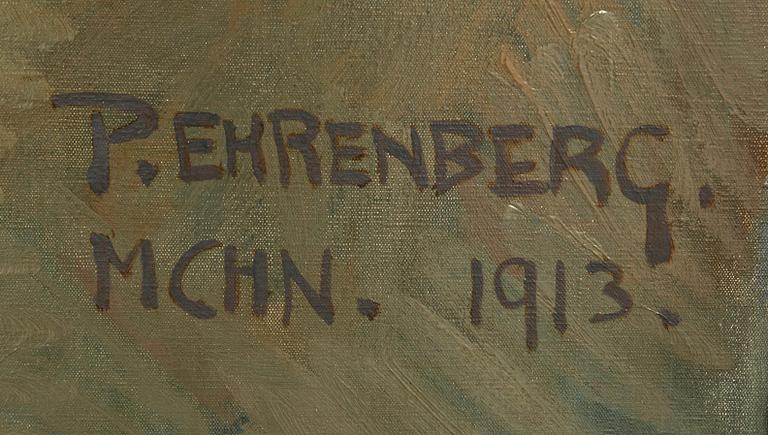 P. EHRENBERG.
MCHN. 1913.